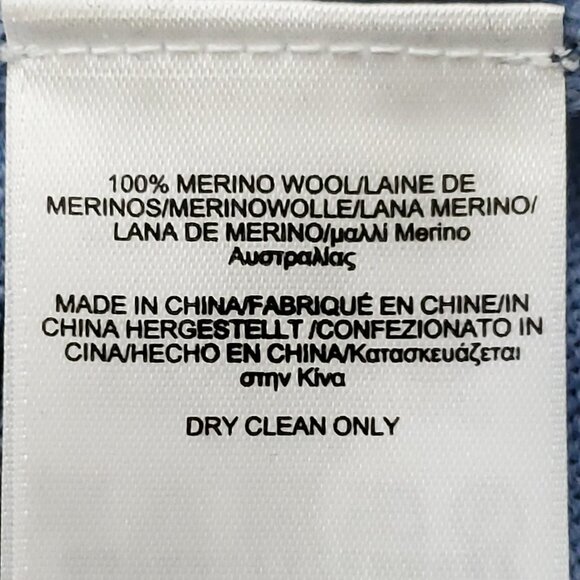 100% MERINO WOOL/LAINE DE
MERINOS/MERINOWOLLE/LANA MERINO/
LANA DE MERINO/μαλλί Merino
Αυστραλίας
MADE IN CHINA/FABRIQUÉ EN CHINE/IN
CHINA HERGESTELLT /CONFEZIONATO IN
CINA/HECHO EN CHINA/Κατασκευάζεται
στην Κίνα
DRY CLEAN ONLY